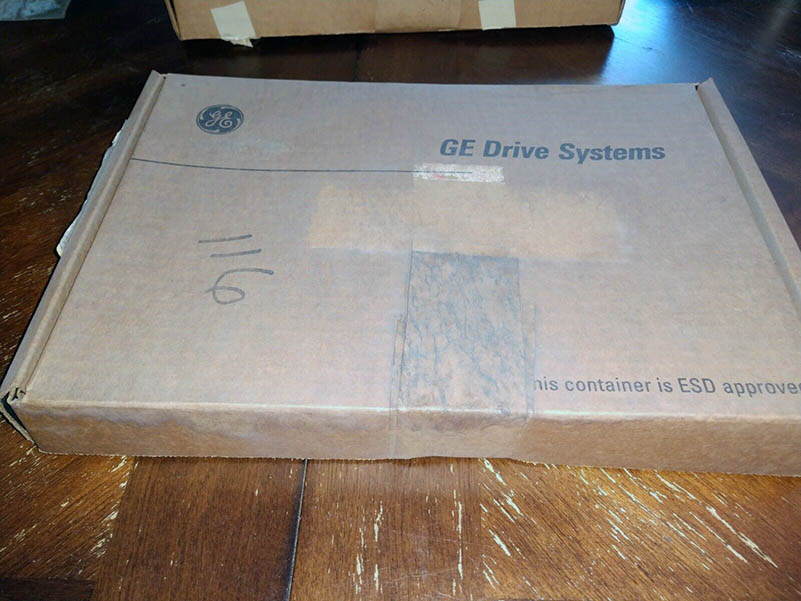 GE
GE Drive Systems
116
his container is ESD approve